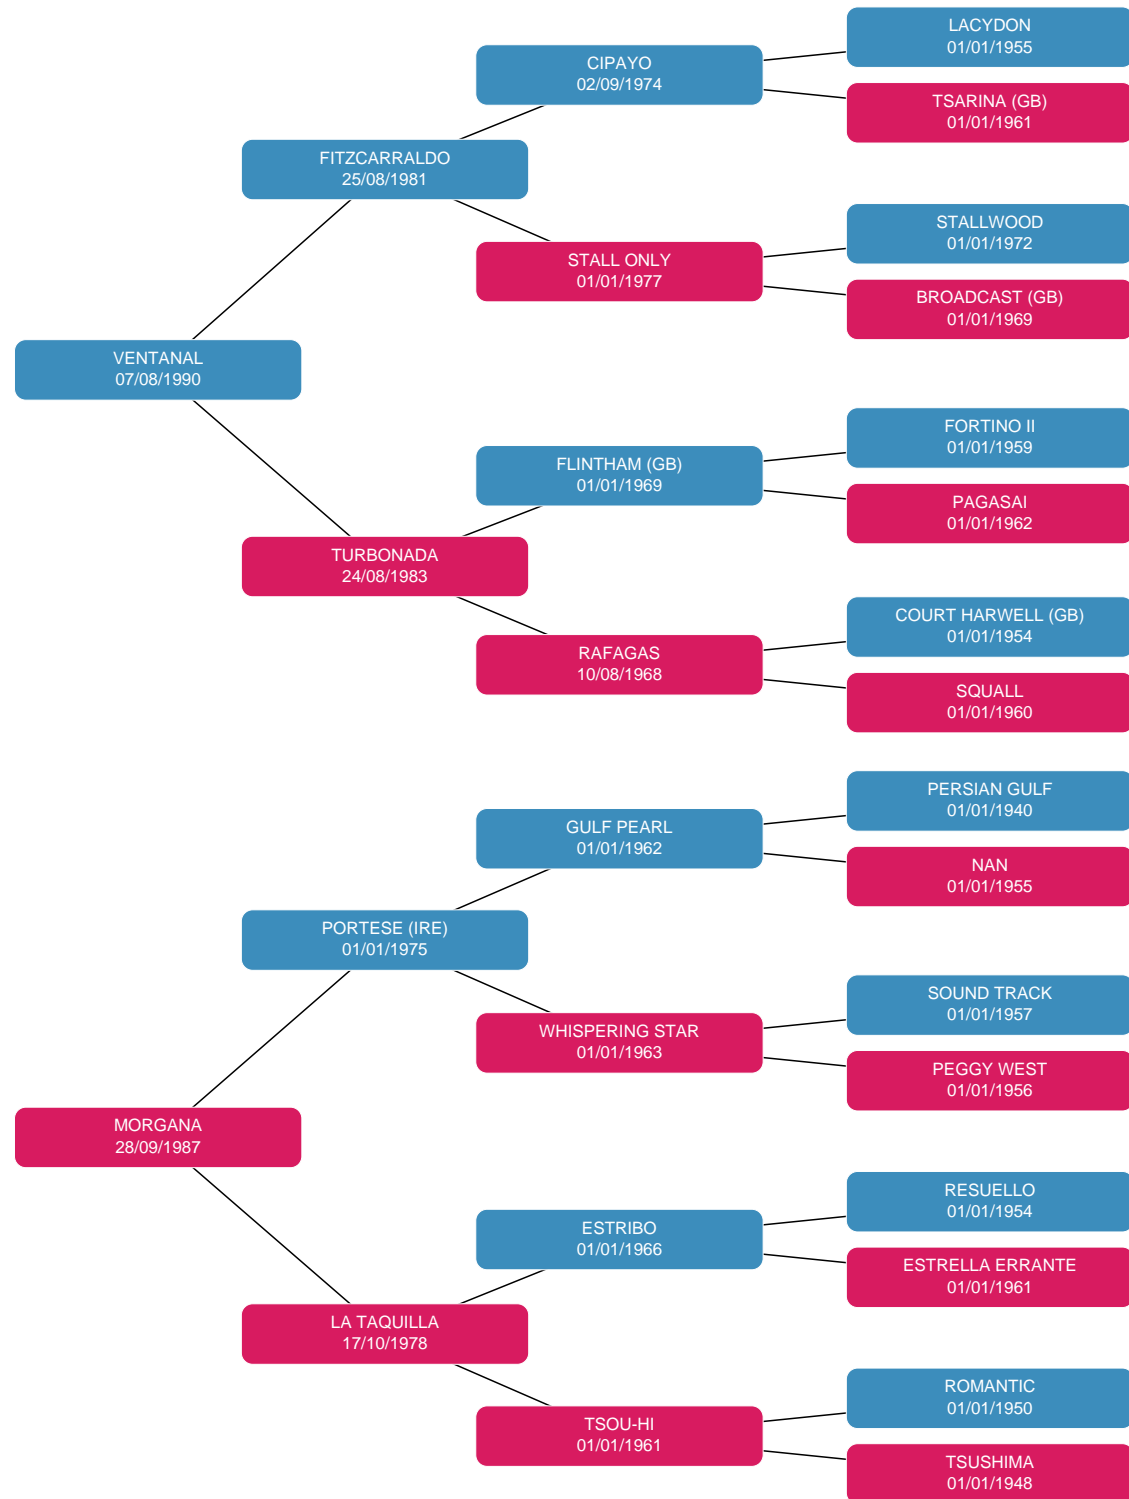 LACYDON
01/01/1955
CIPAYO
02/09/1974
TSARINA (GB)
01/01/1961
FITZCARRALDO
25/08/1981
STALLWOOD
01/01/1972
STALL ONLY
01/01/1977
BROADCAST (GB)
01/01/1969
VENTANAL
07/08/1990
FORTINO II
01/01/1959
FLINTHAM (GB)
01/01/1969
PAGASAI
01/01/1962
TURBONADA
24/08/1983
COURT HARWELL (GB)
01/01/1954
RAFAGAS
10/08/1968
SQUALL
01/01/1960
PERSIAN GULF
01/01/1940
GULF PEARL
01/01/1962
NAN
01/01/1955
PORTESE (IRE)
01/01/1975
SOUND TRACK
01/01/1957
WHISPERING STAR
01/01/1963
PEGGY WEST
01/01/1956
MORGANA
28/09/1987
RESUELLO
01/01/1954
ESTRIBO
01/01/1966
ESTRELLA ERRANTE
01/01/1961
LA TAQUILLA
17/10/1978
ROMANTIC
01/01/1950
TSOU-HI
01/01/1961
TSUSHIMA
01/01/1948